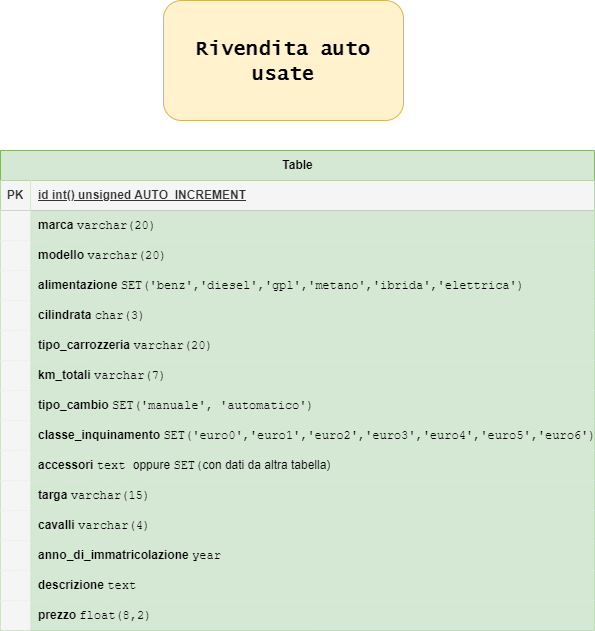 Rivendita auto
usate
Table
PK id int() unsigned AUTO_INCREMENT
marca varchar(20)
modello varchar(20)
alimentazione SET('benz','diesel','gpl','metano','ibrida','elettrica')
cilindrata char(3)
tipo_carrozzeria varchar(20)
km_totali varchar(7)
tipo_cambio SET('manuale', 'automatico')
classe_inquinamento SET('euro0','euro1','euro2','euro3','euro4','euro5','euro6')
accessori text oppure SET(con dati da altra tabella)
targa varchar(15)
cavalli varchar(4)
anno_di_immatricolazione year
descrizione text
prezzo float(8,2)